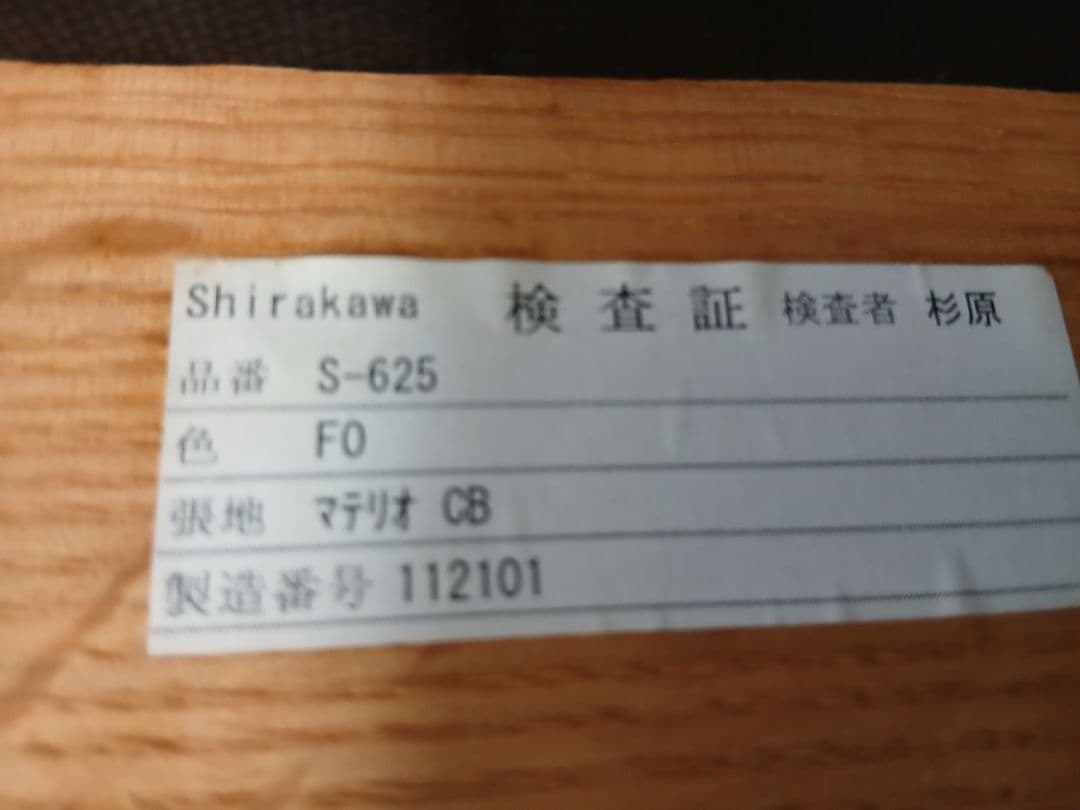 Shirakawa 検査証 検査者 杉原
品番 S-625
色 FO
張地 マテリオ CB
製造番号 112101